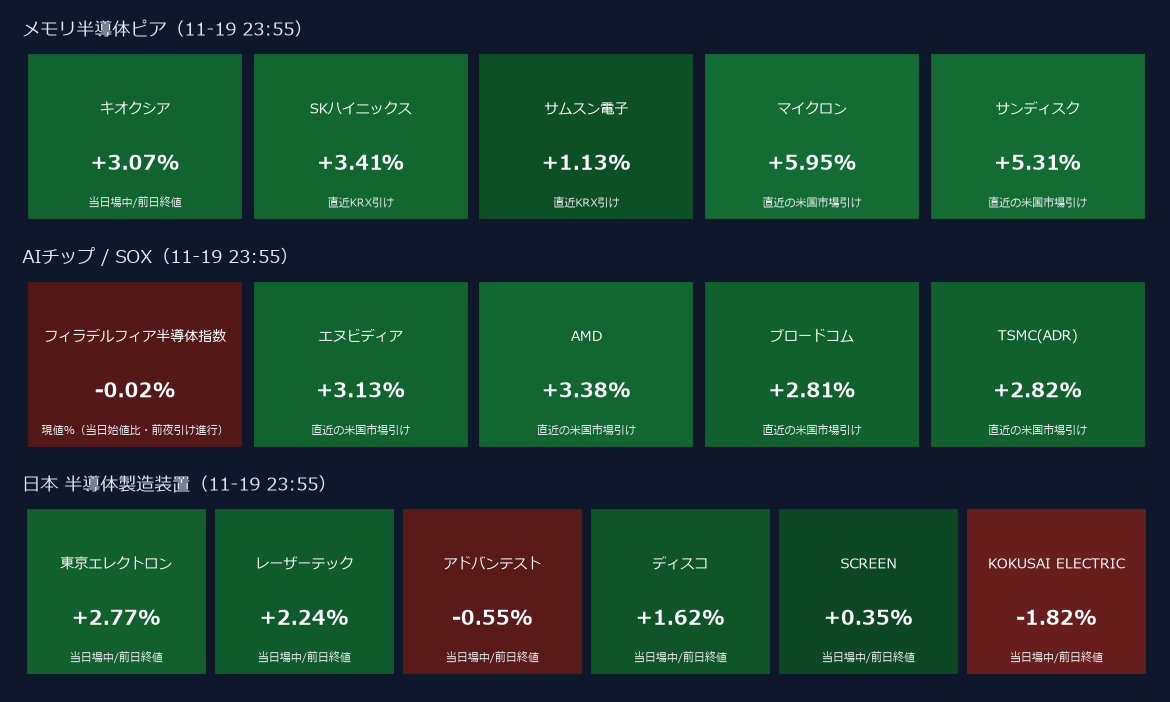 メモリ半導体ピア（11-19 23:55）
キオクシア
+3.07%
当日場中/前日終値
SKハイニックス
+3.41%
直近KRX引け
サムスン電子
+1.13%
直近KRX引け
マイクロン
+5.95%
直近の米国市場引け
サンディスク
+5.31%
直近の米国市場引け
AIチップ / SOX（11-19 23:55）
フィラデルフィア半導体指数
-0.02%
現値%（当日始値比・前夜引け進行）
エヌビディア
+3.13%
直近の米国市場引け
AMD
+3.38%
直近の米国市場引け
ブロードコム
+2.81%
直近の米国市場引け
TSMC(ADR)
+2.82%
直近の米国市場引け
日本 半導体製造装置（11-19 23:55）
東京エレクトロン
+2.77%
当日場中/前日終値
レーザーテック
+2.24%
当日場中/前日終値
アドバンテスト
-0.55%
当日場中/前日終値
ディスコ
+1.62%
当日場中/前日終値
SCREEN
+0.35%
当日場中/前日終値
KOKUSAI ELECTRIC
-1.82%
当日場中/前日終値